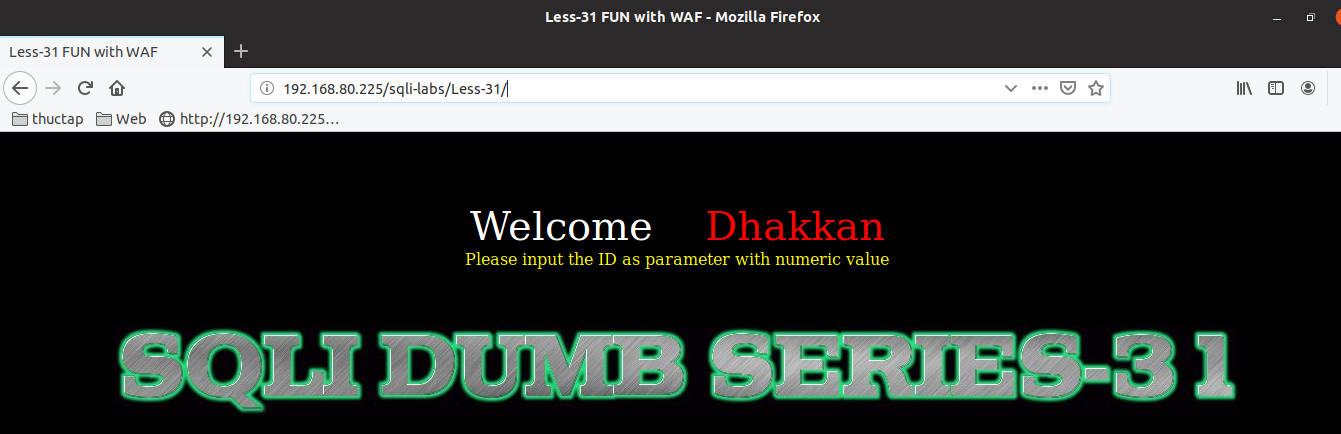 Less-31 FUN with WAF - Mozilla Firefox
Less-31 FUN with WAF
192.168.80.225/sqli-labs/Less-31/
thuctap Web http://192.168.80.225…
Welcome Dhakkan
Please input the ID as parameter with numeric value
SQLI DUMB SERIES-31